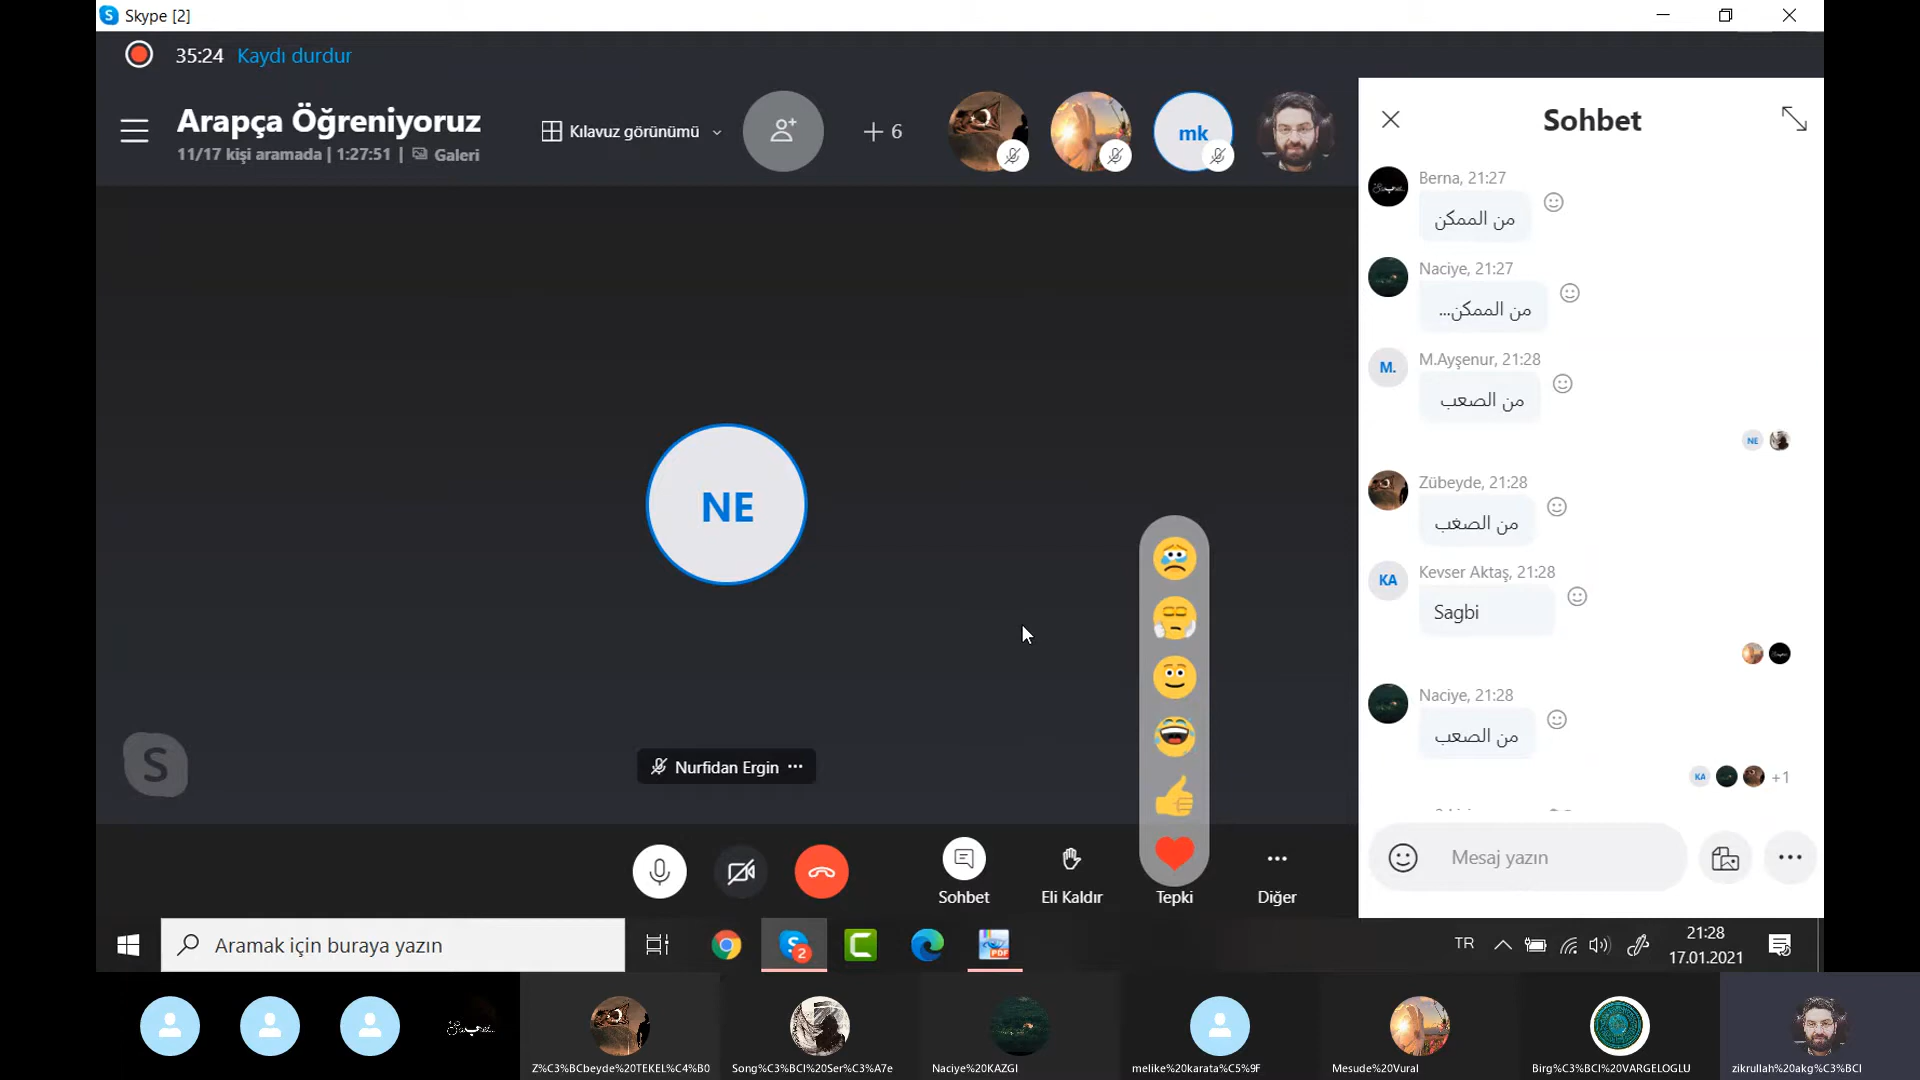 Skype [2]
35:24 Kaydı durdur
Arapça Öğreniyoruz
11/17 kişi aramada | 1:27:51 | Galeri
Kılavuz görünümü
+ 6
mk
Sohbet
Berna, 21:27
من الممكن
Naciye, 21:27
من الممكن...
M.
M.Ayşenur, 21:28
من الصعب
NE
Zübeyde, 21:28
من الصغب
KA
Kevser Aktaş, 21:28
Sagbi
Naciye, 21:28
من الصعب
KA +1
NE
Nurfidan Ergin
Mesaj yazın
Sohbet
Eli Kaldır
Tepki
Diğer
Aramak için buraya yazın
2
PDF
TR
21:28
17.01.2021
Z%C3%BCbeyde%20TEKEL%C4%B0
Song%C3%BCl%20Ser%C3%A7e
Naciye%20KAZGI
melike%20karata%C5%9F
Mesude%20Vural
Birg%C3%BCl%20VARGELOGLU
zikrullah%20akg%C3%BCl